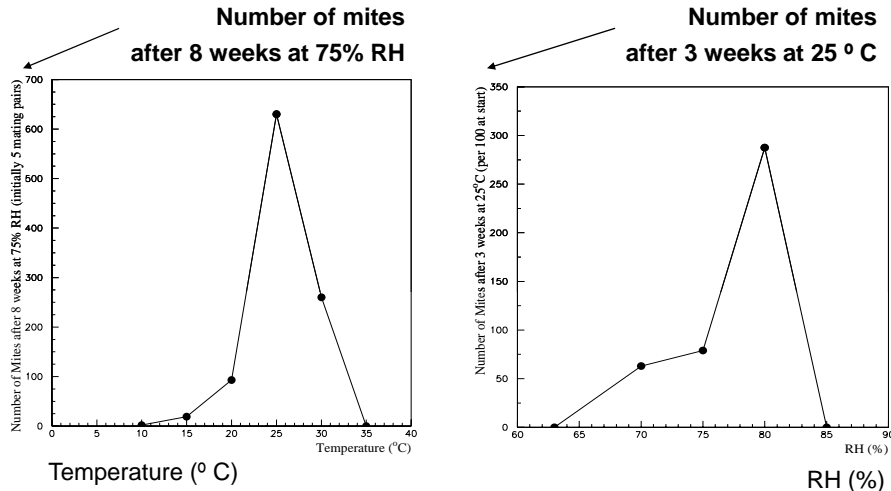 Number of mites
after 8 weeks at 75% RH
Number of Mites after 8 weeks at 75% RH (initially 5 mating pairs)
700
600
500
400
300
200
100
0
0 5 10 15 20 25 30 35 40
Temperature (°C)
Temperature (º C)
Number of mites
after 3 weeks at 25 º C
Number of Mites after 3 weeks at 25°C (per 100 at start)
350
300
250
200
150
100
50
0
60 65 70 75 80 85 90
RH (%)
RH (%)